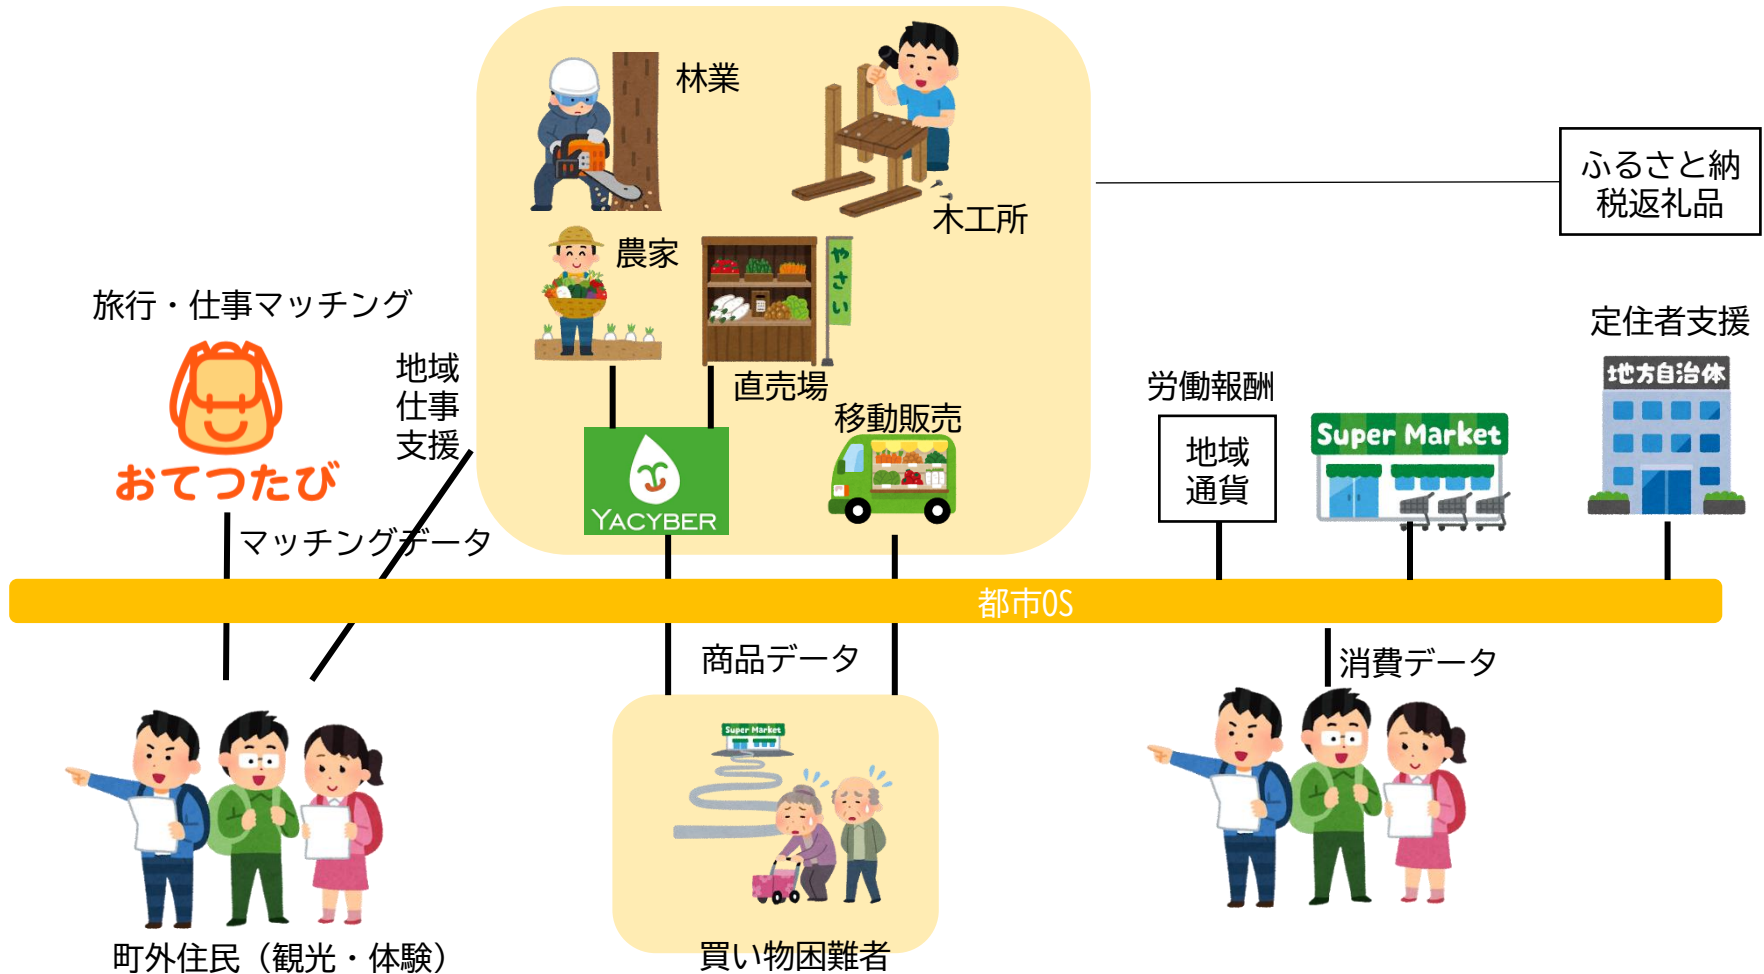 林業
木工所
ふるさと納
税返礼品
農家
やさい
旅行・仕事マッチング
地域
仕事
支援
おてつたび
直売場
移動販売
YACYBER
労働報酬
地域
通貨
Super Market
定住者支援
地方自治体
マッチングデータ
都市OS
商品データ
消費データ
Super Market
町外住民（観光・体験）
買い物困難者